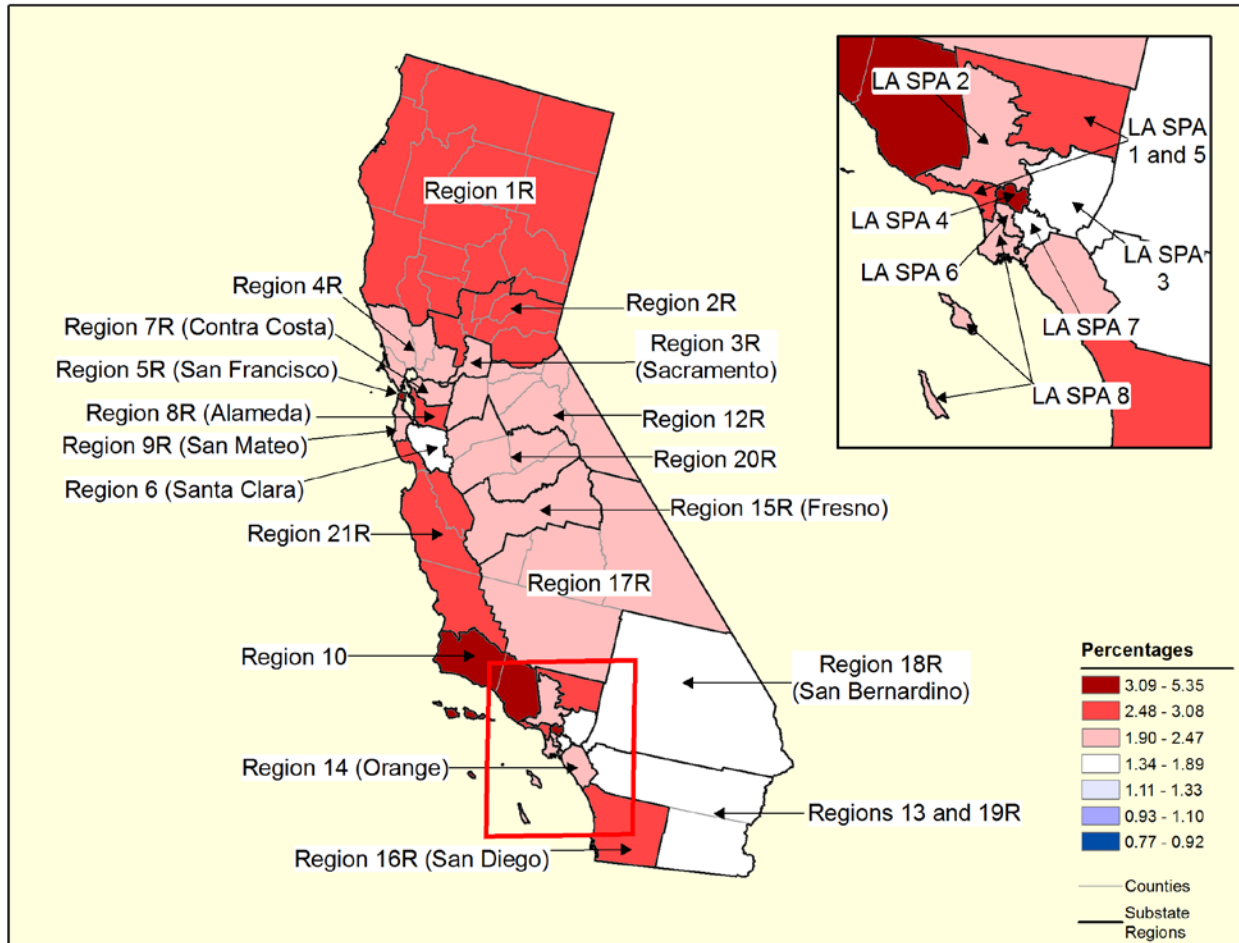 Region 1R
Region 4R
Region 7R (Contra Costa)
Region 5R (San Francisco)
Region 8R (Alameda)
Region 9R (San Mateo)
Region 6 (Santa Clara)
Region 21R
Region 10
Region 14 (Orange)
Region 16R (San Diego)
Region 2R
Region 3R
(Sacramento)
Region 12R
Region 20R
Region 15R (Fresno)
Region 17R
Region 18R
(San Bernardino)
Regions 13 and 19R
LA SPA 2
LA SPA
1 and 5
LA SPA 4
LA SPA 6
LA SPA
3
LA SPA 7
LA SPA 8
Percentages
3.09 - 5.35
2.48 - 3.08
1.90 - 2.47
1.34 - 1.89
1.11 - 1.33
0.93 - 1.10
0.77 - 0.92
Counties
Substate
Regions